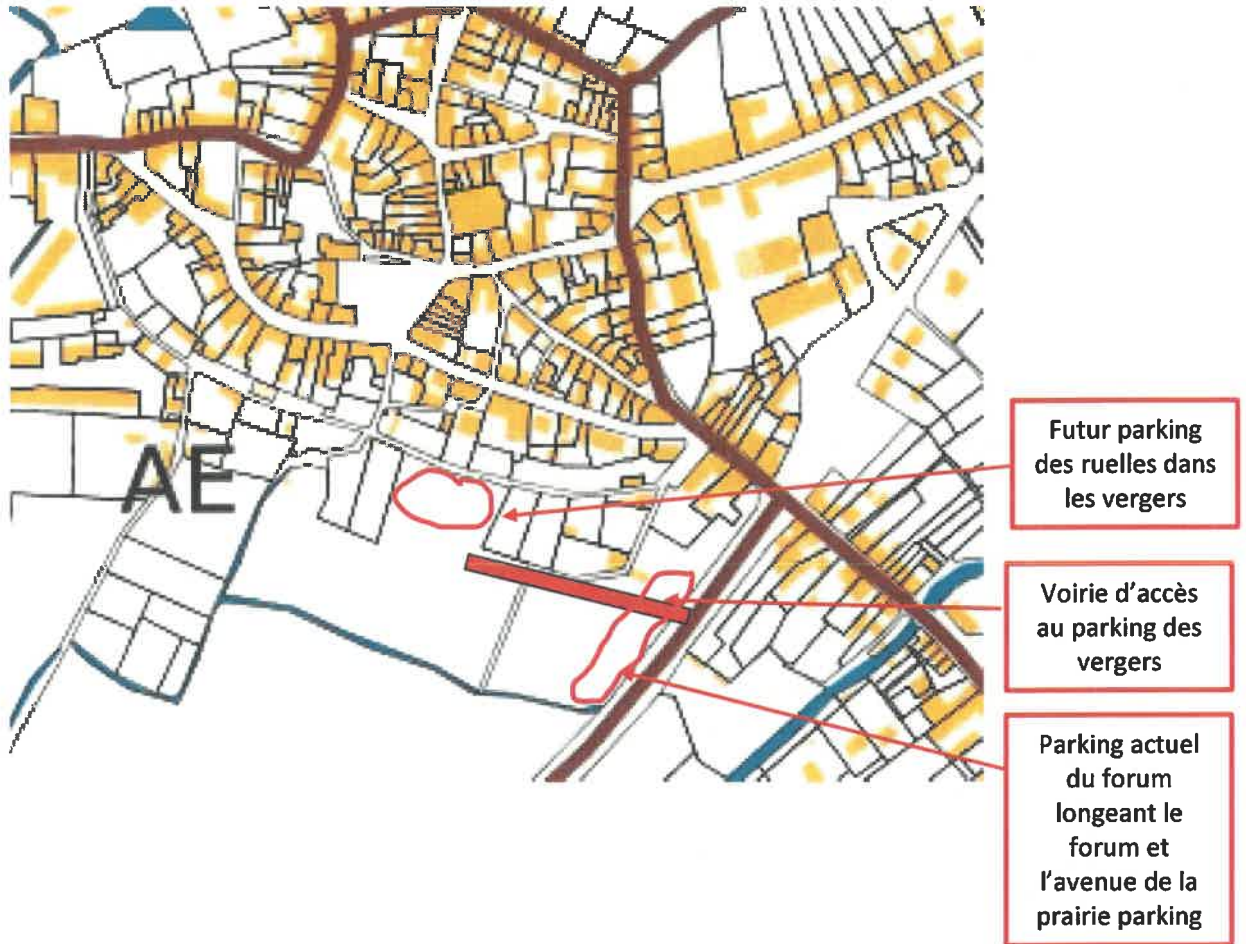 AE
Futur parking
des ruelles dans
les vergers
Voirie d'accès
au parking des
vergers
Parking actuel
du forum
longeant le
forum et
l'avenue de la
prairie parking